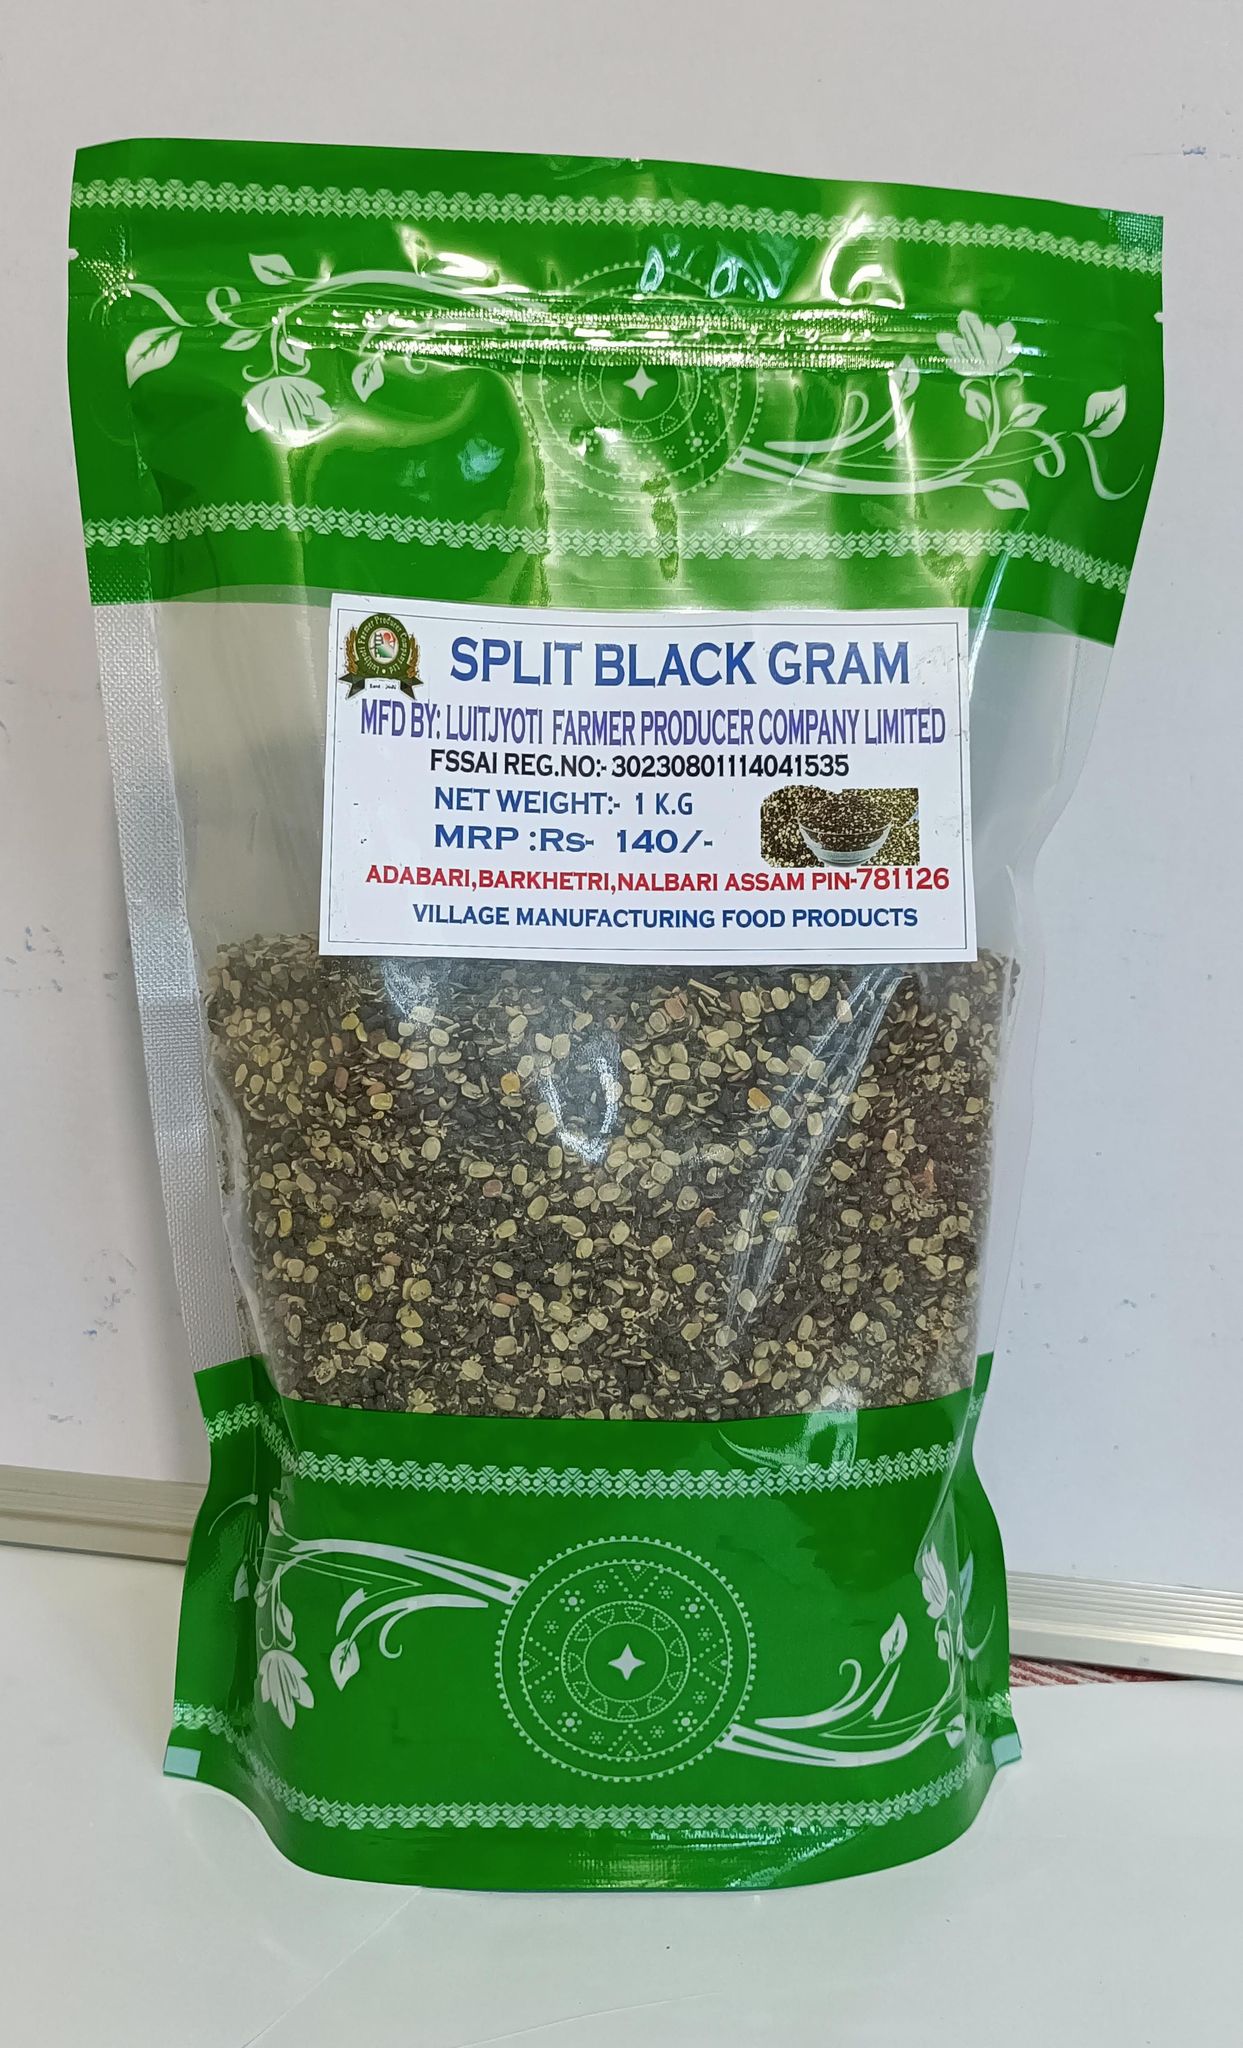 SPLIT BLACK GRAM
MFD BY: LUITJYOTI FARMER PRODUCER COMPANY LIMITED
FSSAI REG.NO:- 30230801114041535
NET WEIGHT:- 1 K.G
MRP :Rs- 140/-
ADABARI,BARKHETRI,NALBARI ASSAM PIN-781126
VILLAGE MANUFACTURING FOOD PRODUCTS